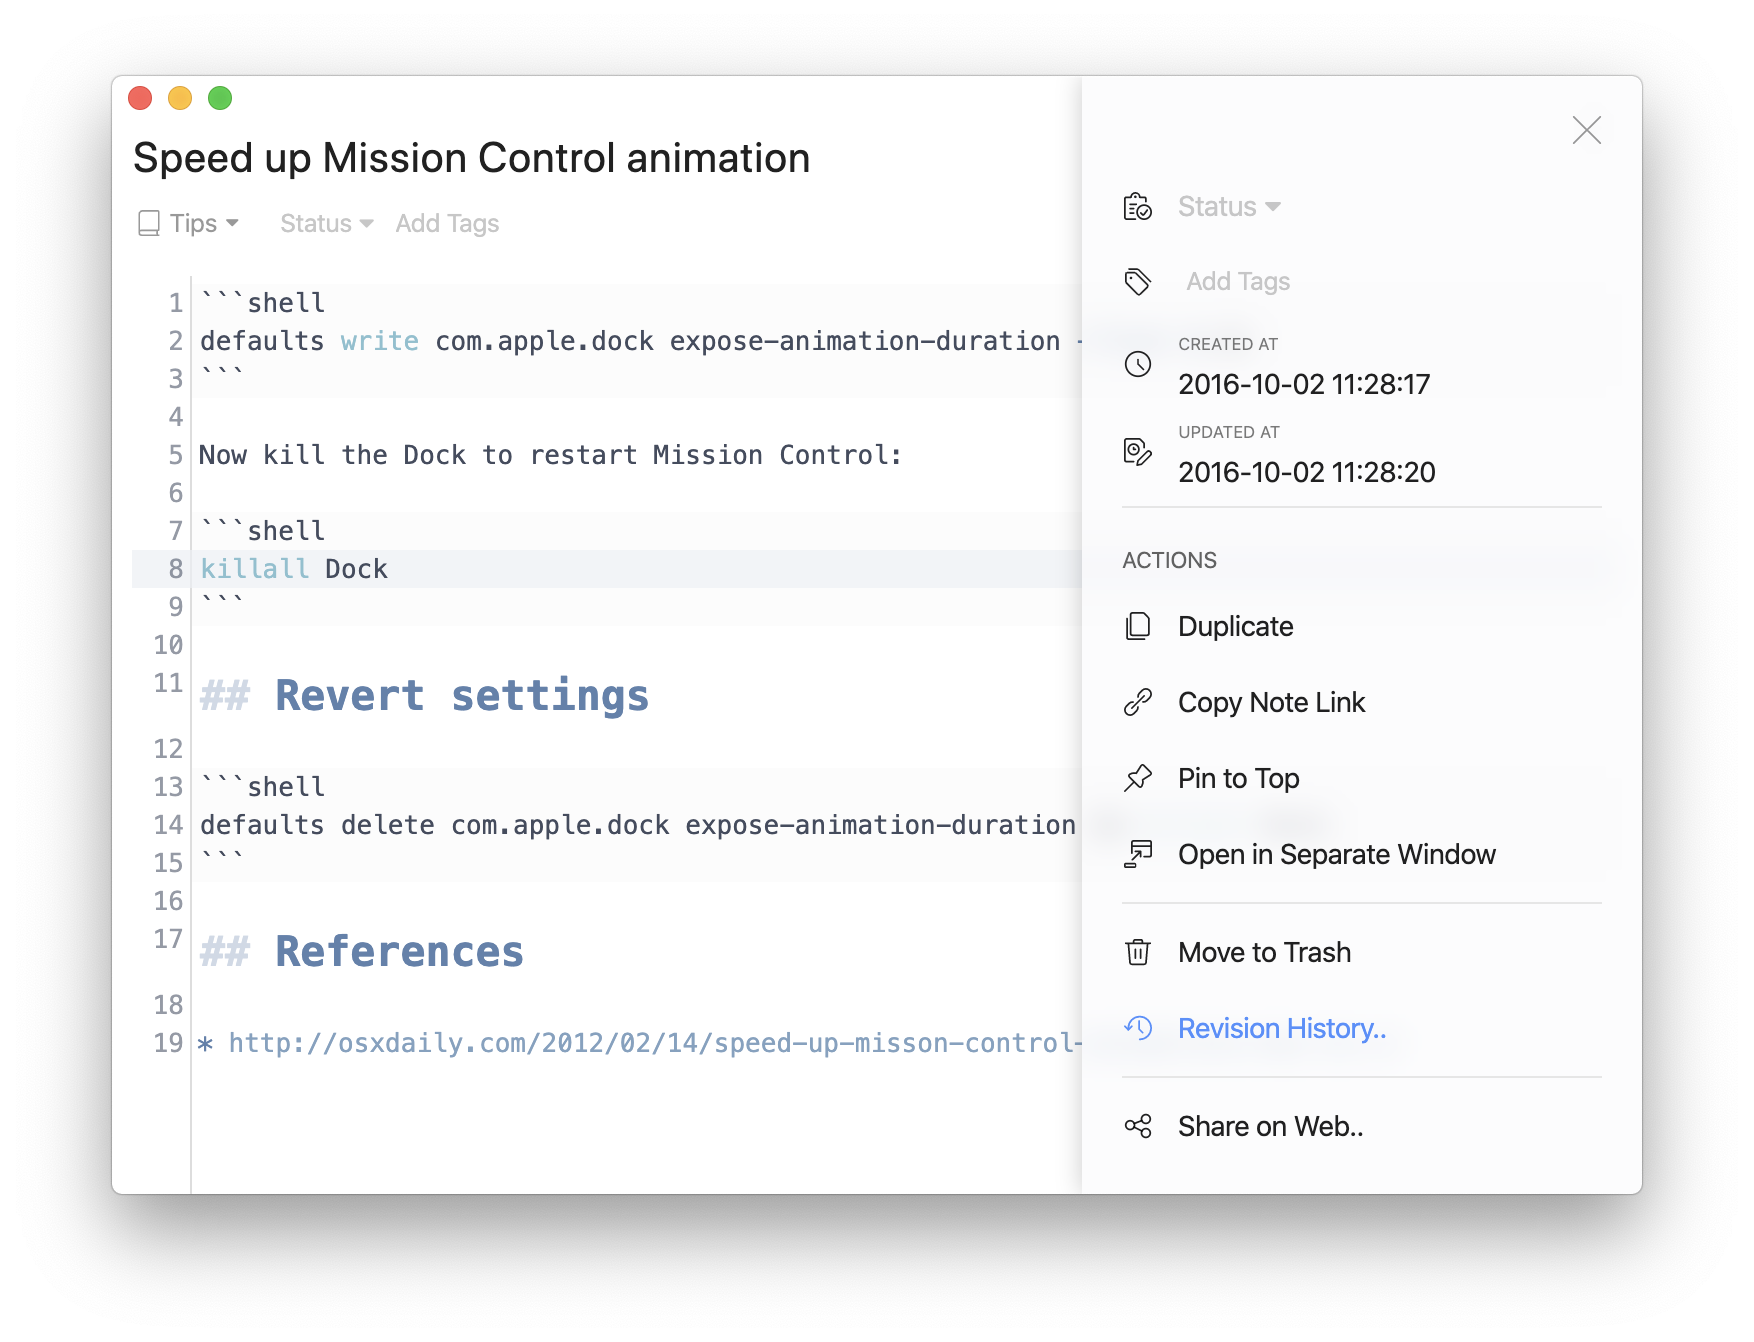 Speed up Mission Control animation
Tips Status Add Tags
1 ```shell
2 defaults write com.apple.dock expose-animation-duration -
3 ```
4
5 Now kill the Dock to restart Mission Control:
6
7 ```shell
8 killall Dock
9 ```
10
11 ## Revert settings
12
13 ```shell
14 defaults delete com.apple.dock expose-animation-duration
15 ```
16
17 ## References
18
19 * http://osxdaily.com/2012/02/14/speed-up-misson-control-
Status
Add Tags
CREATED AT
2016-10-02 11:28:17
UPDATED AT
2016-10-02 11:28:20
ACTIONS
Duplicate
Copy Note Link
Pin to Top
Open in Separate Window
Move to Trash
Revision History..
Share on Web..